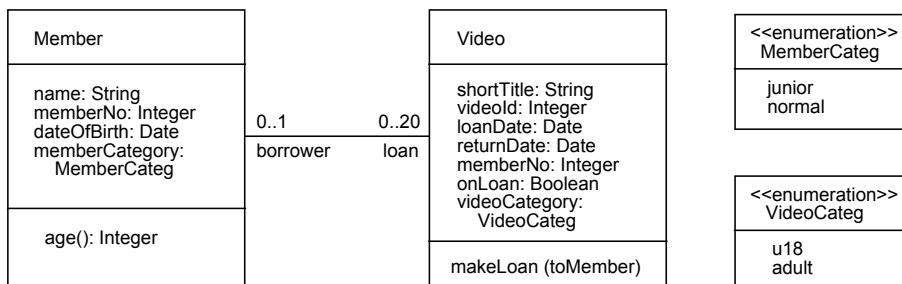 Member
name: String
memberNo: Integer
dateOfBirth: Date
memberCategory:
MemberCateg
age(): Integer
0..1
0..20
borrower
loan
Video
shortTitle: String
videoId: Integer
loanDate: Date
returnDate: Date
memberNo: Integer
onLoan: Boolean
videoCategory:
VideoCateg
makeLoan (toMember)
<<enumeration>>
MemberCateg
junior
normal
<<enumeration>>
VideoCateg
u18
adult